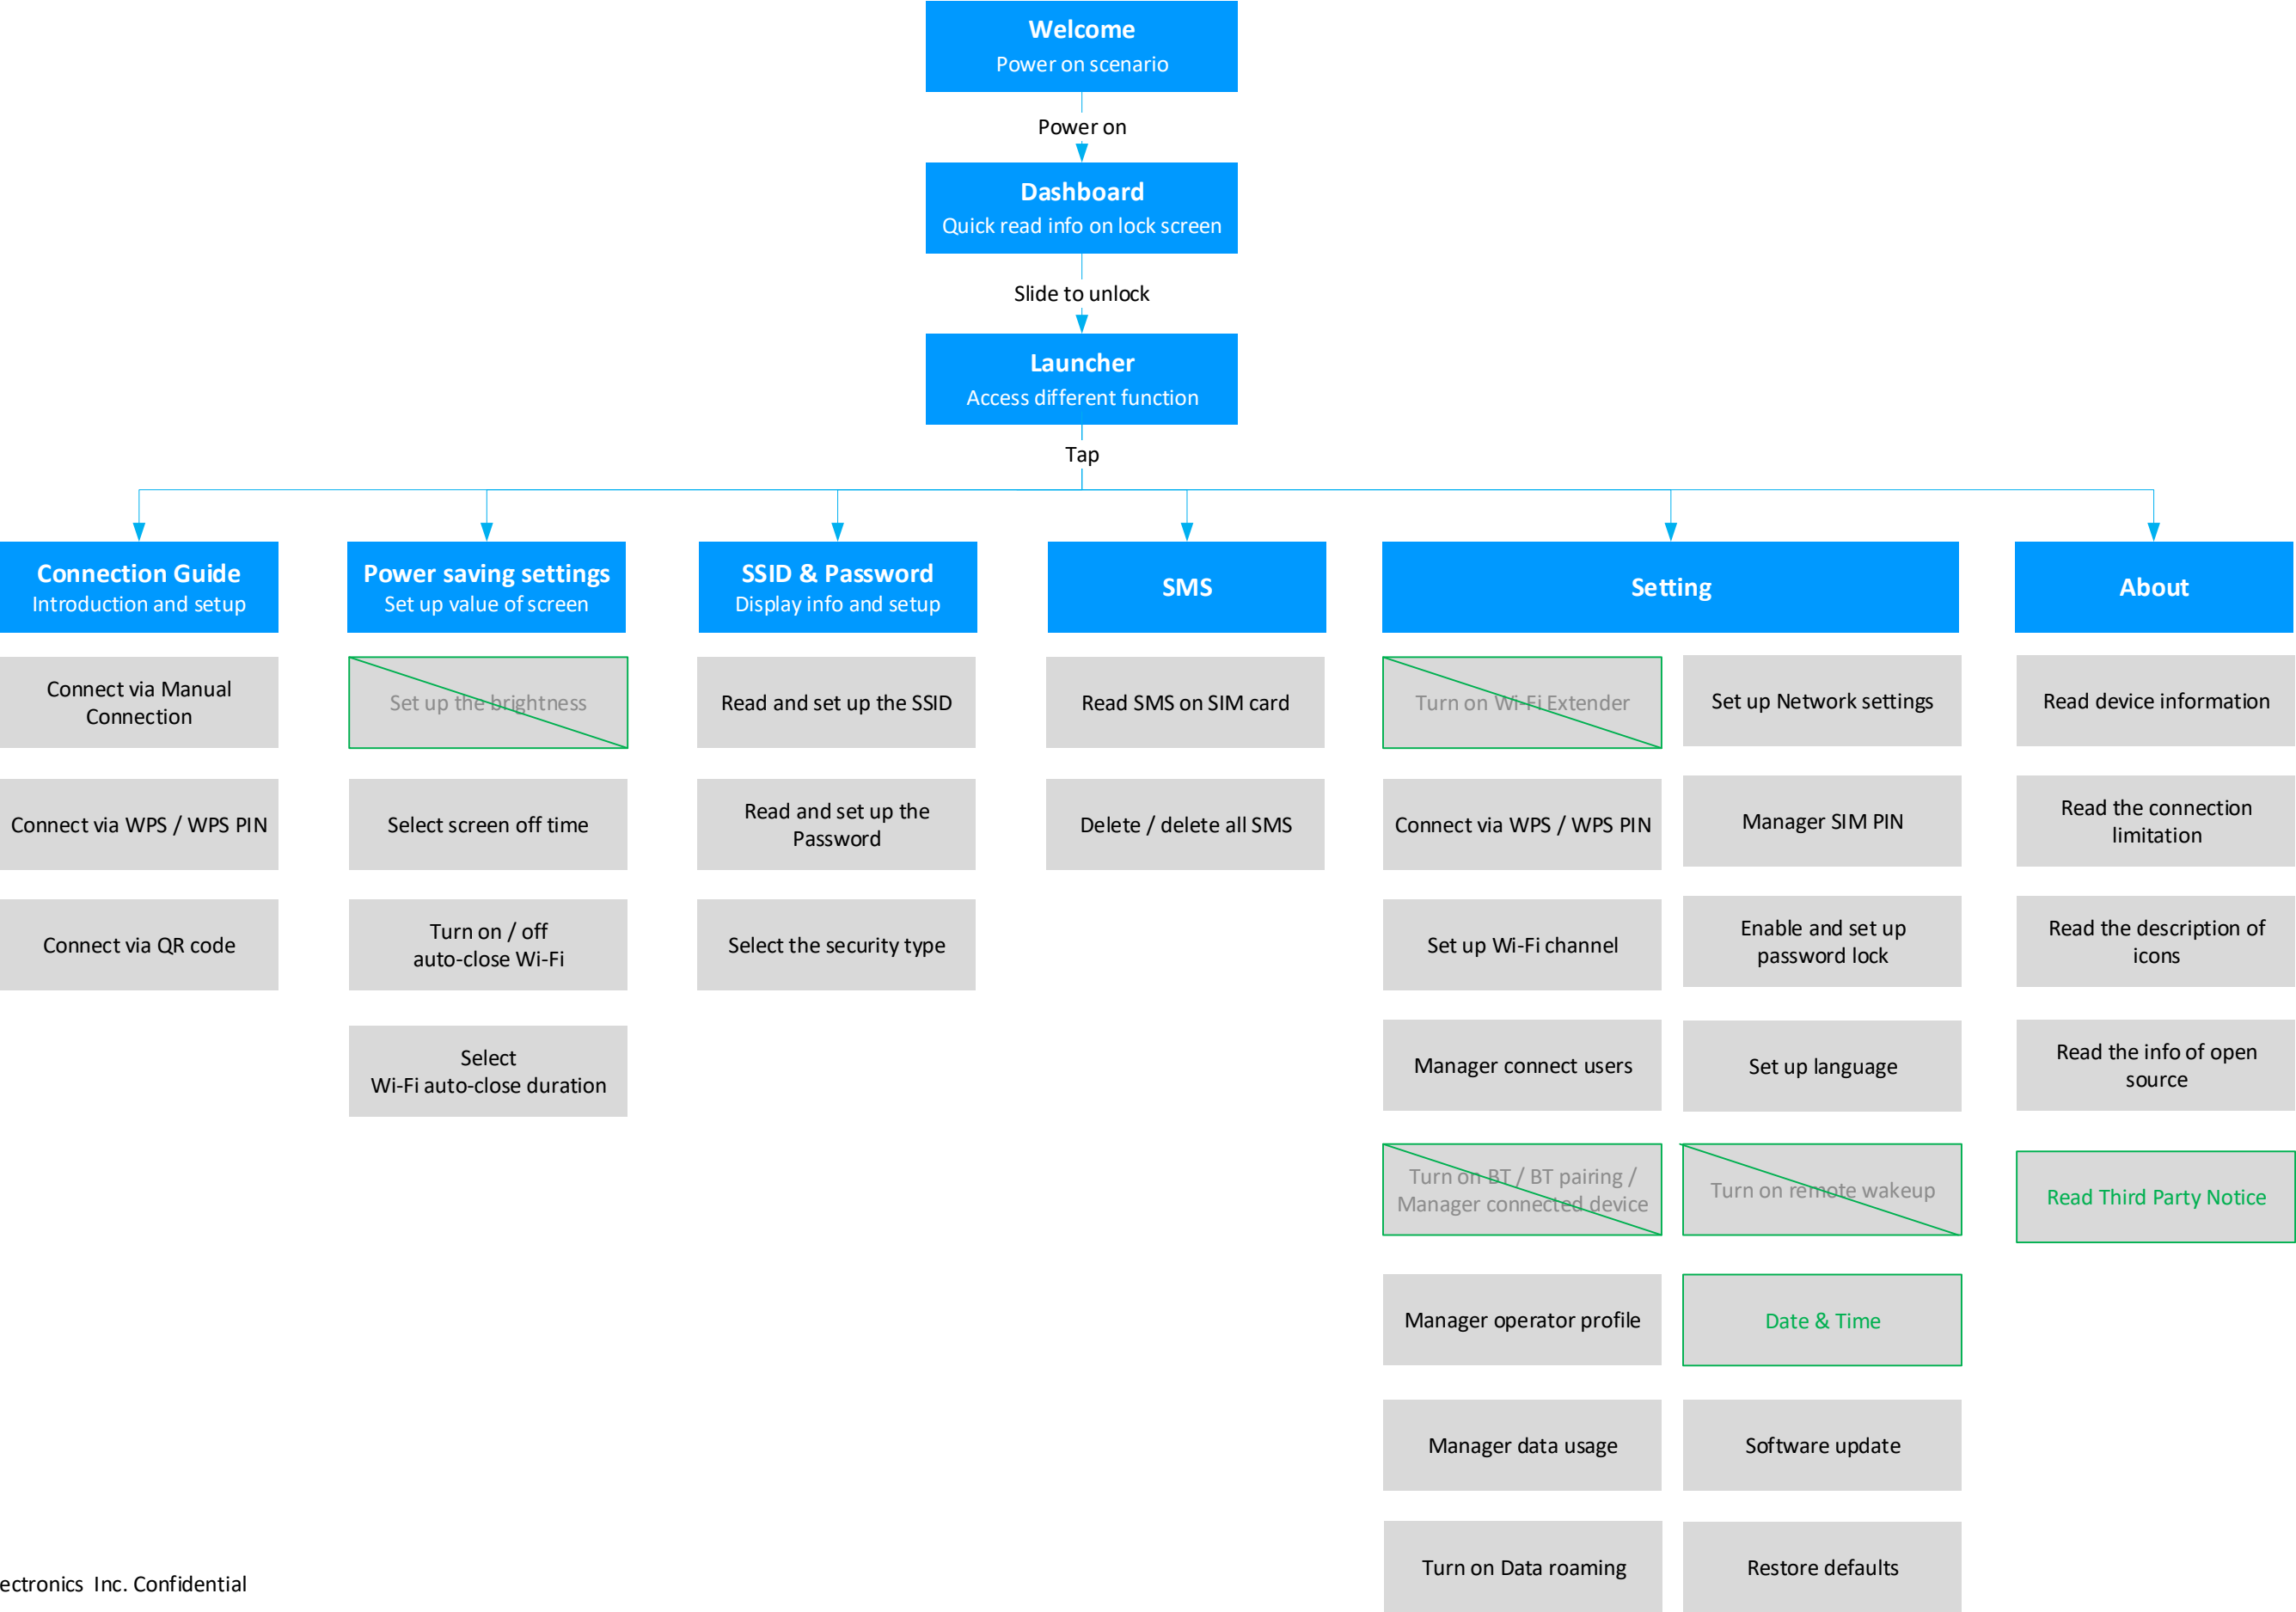 Welcome
Power on scenario
Power on
Dashboard
Quick read info on lock screen
Slide to unlock
Launcher
Access different function
Tap
Connection Guide
Introduction and setup
Connect via Manual
Connection
Connect via WPS / WPS PIN
Connect via QR code
Power saving settings
Set up value of screen
Set up the brightness
Select screen off time
Turn on / off
auto-close Wi-Fi
Select
Wi-Fi auto-close duration
SSID & Password
Display info and setup
Read and set up the SSID
Read and set up the
Password
Select the security type
SMS
Read SMS on SIM card
Delete / delete all SMS
Setting
Turn on Wi-Fi Extender
Connect via WPS / WPS PIN
Set up Wi-Fi channel
Manager connect users
Turn on BT / BT pairing /
Manager connected device
Manager operator profile
Manager data usage
Turn on Data roaming
Set up Network settings
Manager SIM PIN
Enable and set up
password lock
Set up language
Turn on remote wakeup
Date & Time
Software update
Restore defaults
About
Read device information
Read the connection
limitation
Read the description of
icons
Read the info of open
source
Read Third Party Notice
ectronics Inc. Confidential